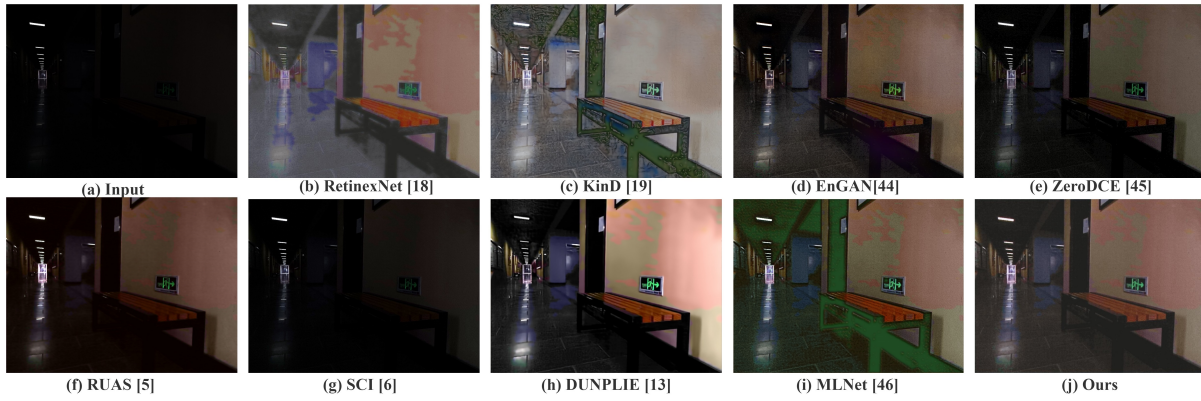 (a) Input
(b) RetinexNet [18]
(c) KinD [19]
(d) EnGAN[44]
(e) ZeroDCE [45]
(f) RUAS [5]
(g) SCI [6]
(h) DUNPLIE [13]
(i) MLNet [46]
(j) Ours